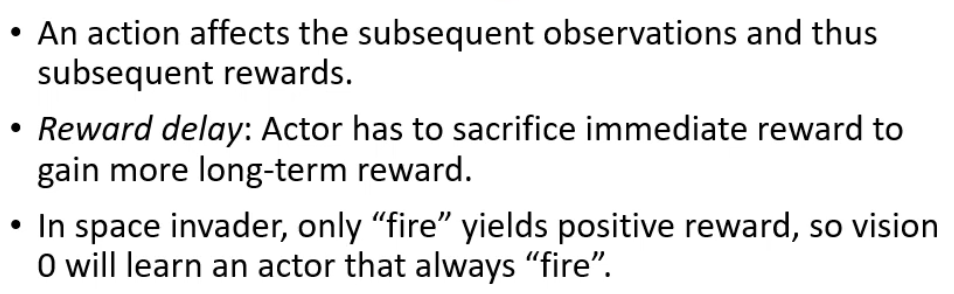 • An action affects the subsequent observations and thus
subsequent rewards.
• Reward delay: Actor has to sacrifice immediate reward to
gain more long-term reward.
• In space invader, only “fire” yields positive reward, so vision
0 will learn an actor that always “fire”.